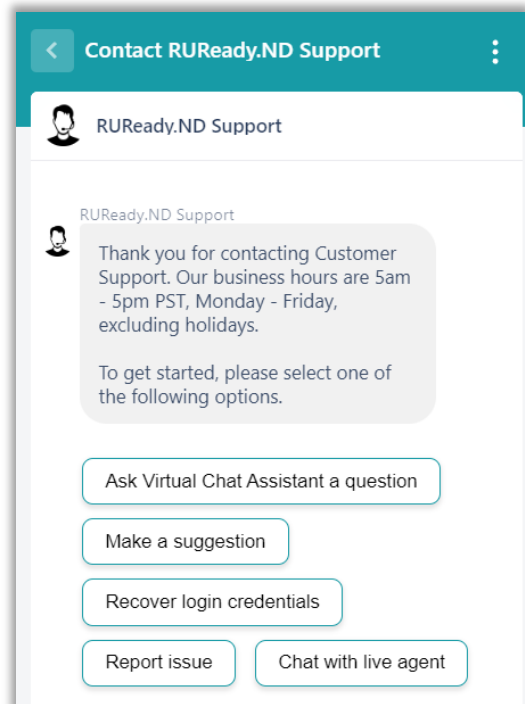 Contact RUReady.ND Support
RUReady.ND Support
RUReady.ND Support
Thank you for contacting Customer
Support. Our business hours are 5am
- 5pm PST, Monday - Friday,
excluding holidays.
To get started, please select one of
the following options.
Ask Virtual Chat Assistant a question
Make a suggestion
Recover login credentials
Report issue
Chat with live agent